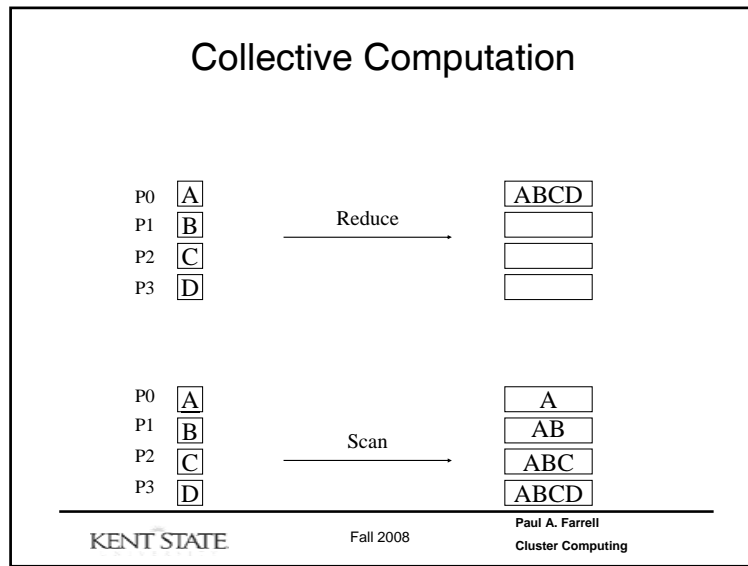 Collective Computation
P0 A ABCD
P1 B Reduce
P2 C
P3 D
P0 A A
P1 B AB
Scan
P2 C ABC
P3 D ABCD
KENT STATE
Fall 2008
Paul A. Farrell
Cluster Computing